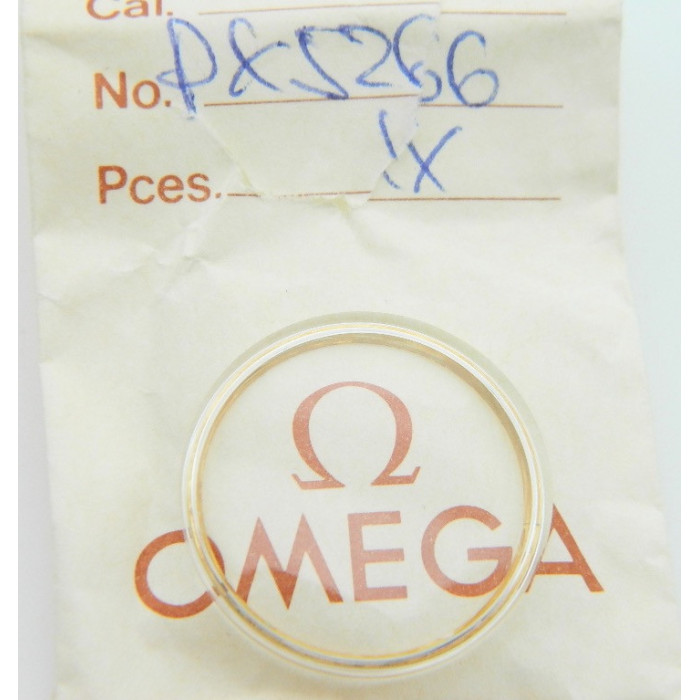 Cal.
No. PX5266
Pces. 1X
Ω
OMEGA